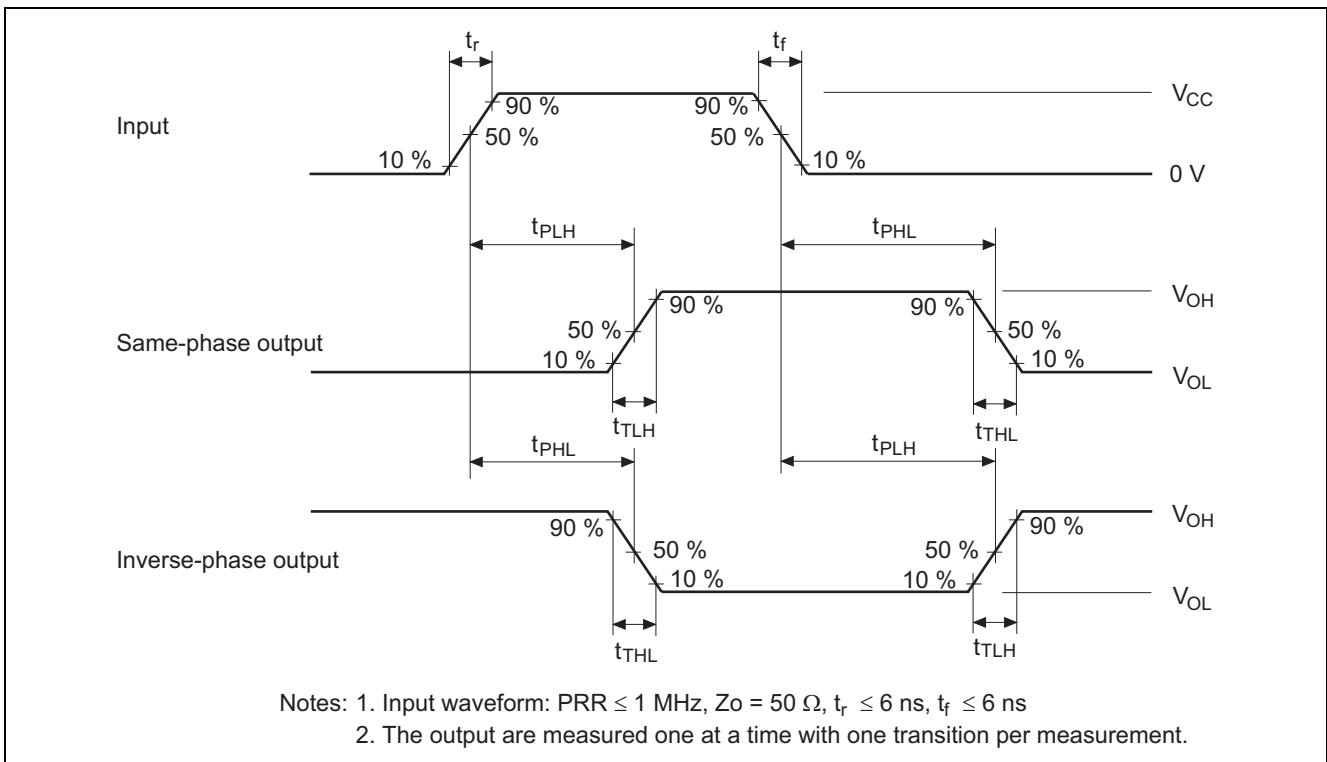 tr
tf
90 %
90 %
VCC
Input
50 %
50 %
10 %
10 %
0 V
tPLH
tPHL
90 %
90 %
VOH
Same-phase output
50 %
50 %
10 %
10 %
VOL
tTLH
tTHL
tPHL
tPLH
90 %
90 %
VOH
Inverse-phase output
50 %
50 %
10 %
10 %
VOL
tTHL
tTLH
Notes: 1. Input waveform: PRR ≤ 1 MHz, Zo = 50 Ω, tr ≤ 6 ns, tf ≤ 6 ns
2. The output are measured one at a time with one transition per measurement.